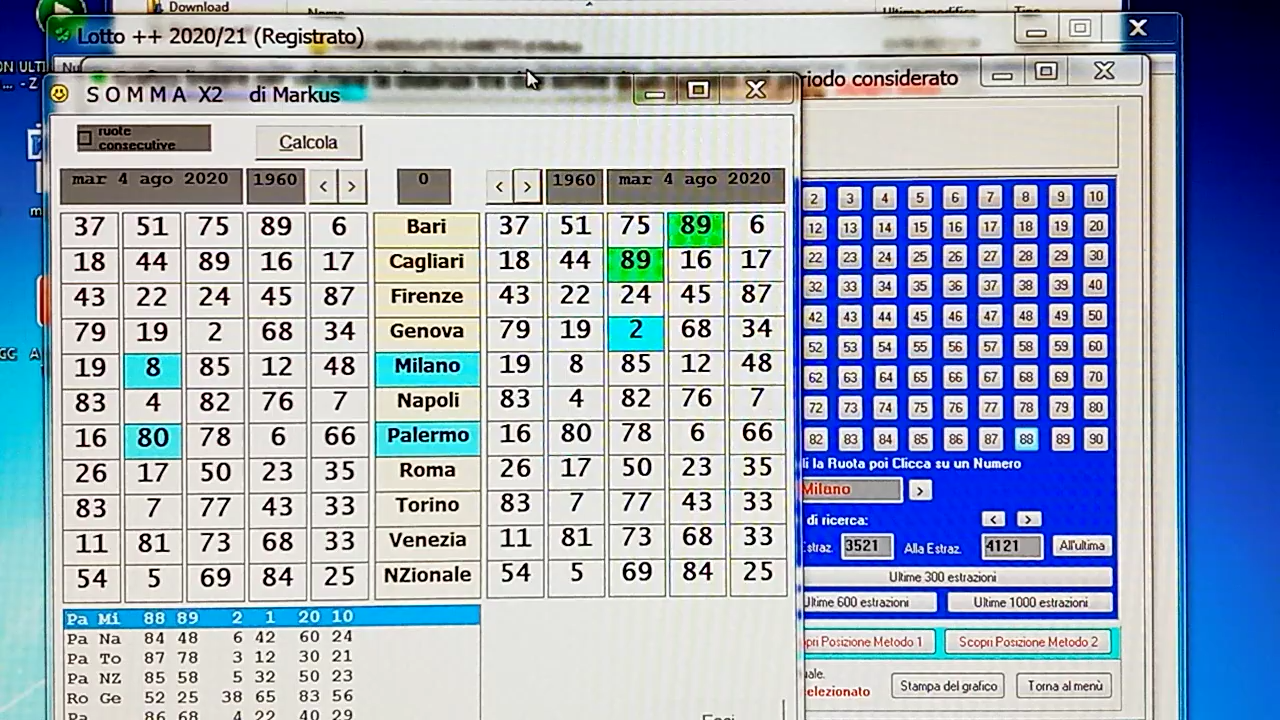 Download
Lotto ++ 2020/21 (Registrato)
riodo considerato
S O M M A X2 di Markus
ruote
consecutive
Calcola
mar 4 ago 2020 1960 < > 0 < > 1960 mar 4 ago 2020
37 51 75 89 6 Bari 37 51 75 89 6
18 44 89 16 17 Cagliari 18 44 89 16 17
43 22 24 45 87 Firenze 43 22 24 45 87
79 19 2 68 34 Genova 79 19 2 68 34
19 8 85 12 48 Milano 19 8 85 12 48
83 4 82 76 7 Napoli 83 4 82 76 7
16 80 78 6 66 Palermo 16 80 78 6 66
26 17 50 23 35 Roma 26 17 50 23 35
83 7 77 43 33 Torino 83 7 77 43 33
11 81 73 68 33 Venezia 11 81 73 68 33
54 5 69 84 25 NZionale 54 5 69 84 25
Pa Mi 88 89 2 1 20 10
Pa Na 84 48 6 42 60 24
Pa To 87 78 3 12 30 21
Pa NZ 85 58 5 32 50 23
Ro Ge 52 25 38 65 83 56
2 3 4 5 6 7 8 9 10
12 13 14 15 16 17 18 19 20
22 23 24 25 26 27 28 29 30
32 33 34 35 36 37 38 39 40
42 43 44 45 46 47 48 49 50
52 53 54 55 56 57 58 59 60
62 63 64 65 66 67 68 69 70
72 73 74 75 76 77 78 79 80
82 83 84 85 86 87 88 89 90
li la Ruota poi Clicca su un Numero
Milano >
di ricerca: < >
Estraz. 3521 Alla Estraz. 4121 All'ultima
Ultime 300 estrazioni
Ultime 600 estrazioni Ultime 1000 estrazioni
pri Posizione Metodo 1 Scopri Posizione Metodo 2
uale.
elezionato Stampa del grafico Torna al menù